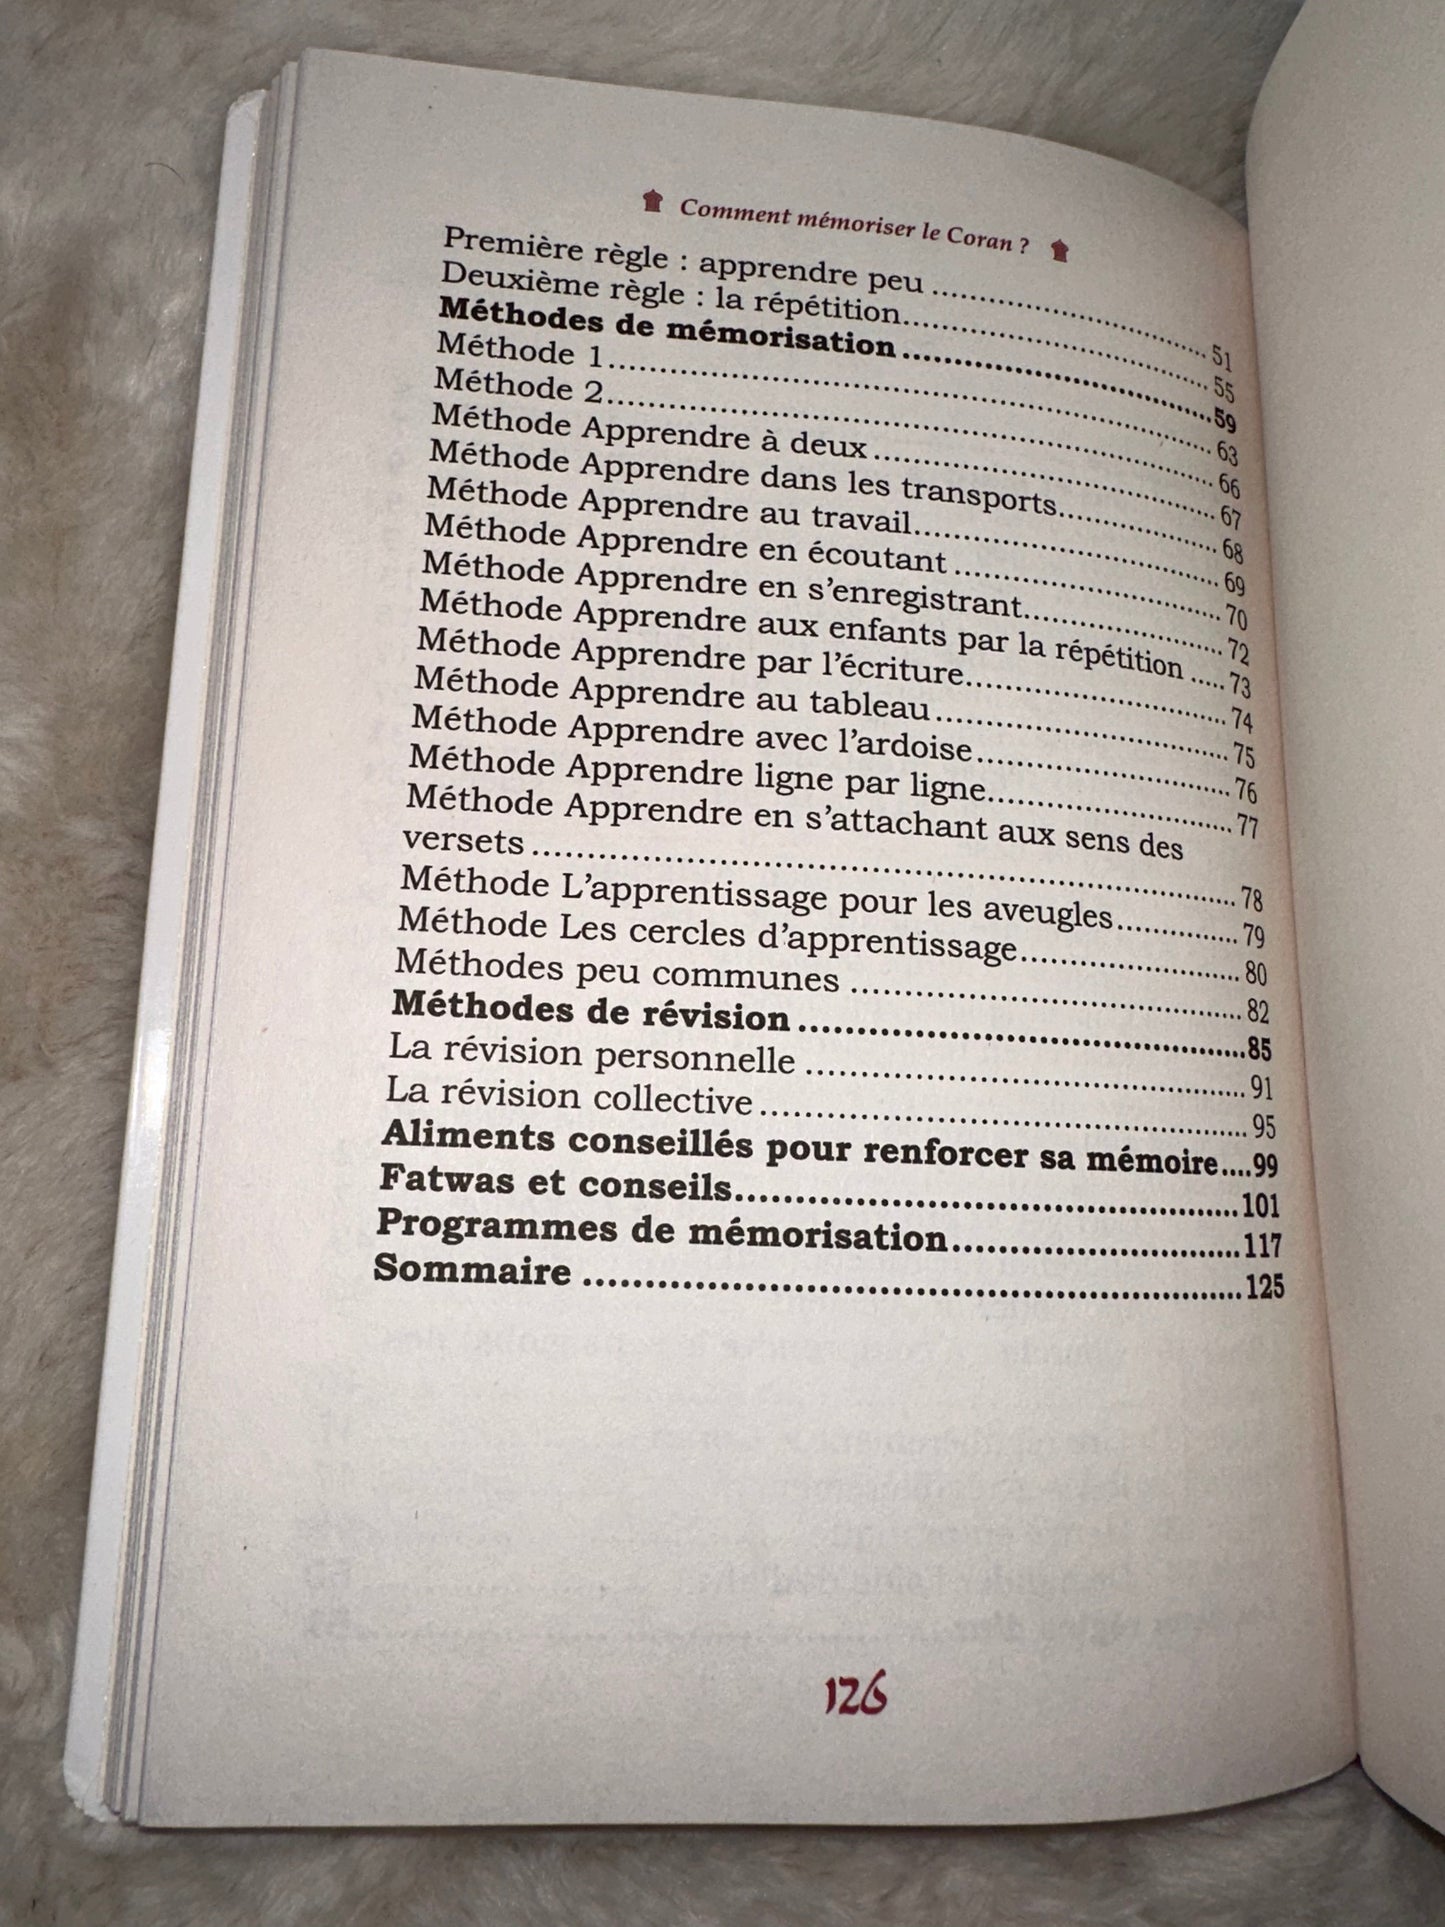 Comment mémoriser le Coran ?
Première règle : apprendre peu .............................. 51
Deuxième règle : la répétition.............................. 55
Méthodes de mémorisation.............................. 59
Méthode 1.............................. 63
Méthode 2.............................. 66
Méthode Apprendre à deux.............................. 67
Méthode Apprendre dans les transports.............................. 68
Méthode Apprendre au travail.............................. 69
Méthode Apprendre en écoutant .............................. 70
Méthode Apprendre en s'enregistrant.............................. 72
Méthode Apprendre aux enfants par la répétition ..... 73
Méthode Apprendre par l'écriture.............................. 74
Méthode Apprendre au tableau.............................. 75
Méthode Apprendre avec l'ardoise.............................. 76
Méthode Apprendre ligne par ligne.............................. 77
Méthode Apprendre en s'attachant aux sens des
versets .............................. 78
Méthode L'apprentissage pour les aveugles.............. 79
Méthode Les cercles d'apprentissage.............................. 80
Méthodes peu communes .............................. 82
Méthodes de révision.............................. 85
La révision personnelle .............................. 91
La révision collective.............................. 95
Aliments conseillés pour renforcer sa mémoire....99
Fatwas et conseils.............................. 101
Programmes de mémorisation.............................. 117
Sommaire .............................. 125
126